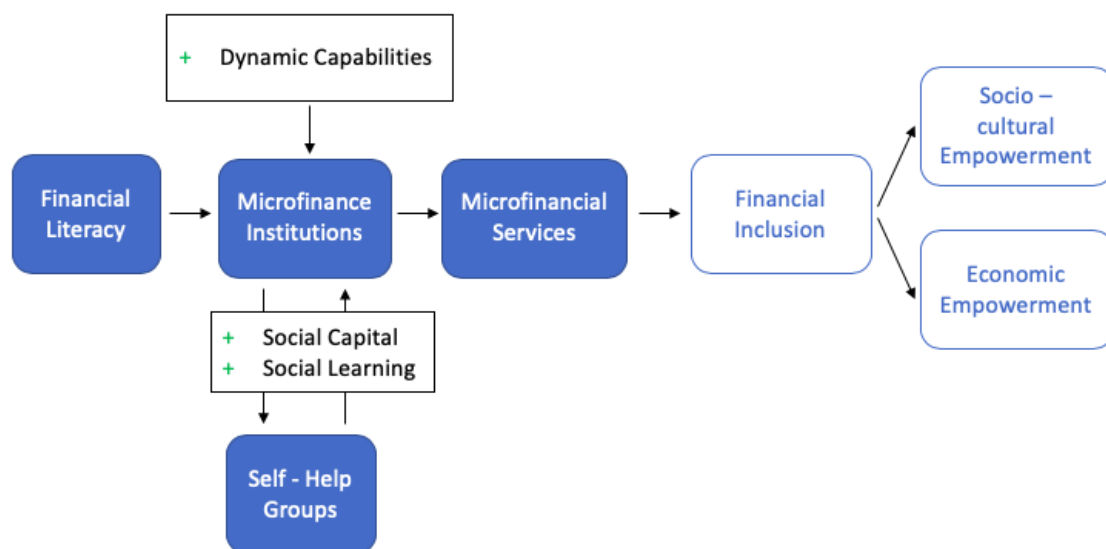 + Dynamic Capabilities
Financial
Literacy
Microfinance
Institutions
Microfinancial
Services
Financial
Inclusion
Socio –
cultural
Empowerment
Economic
Empowerment
+ Social Capital
+ Social Learning
Self - Help
Groups